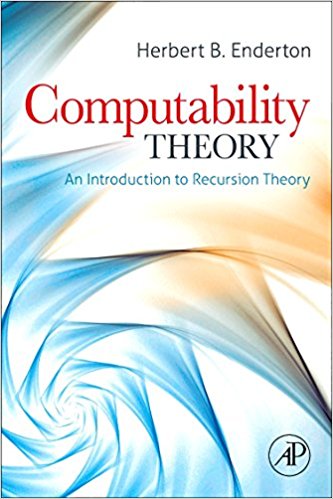 Herbert B. Enderton
Computability
THEORY
An Introduction to Recursion Theory
AP